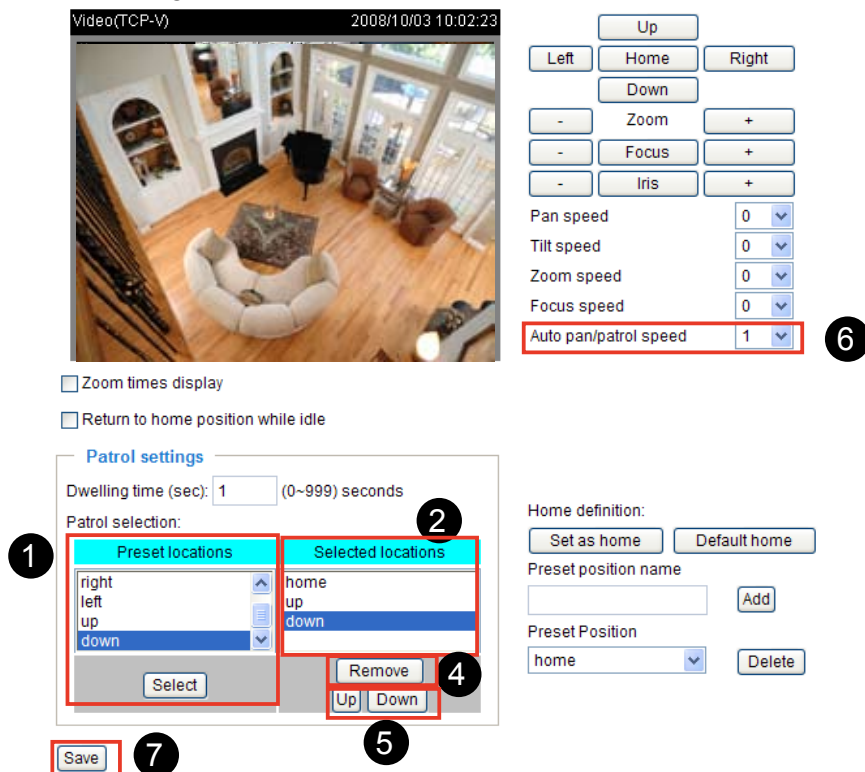 Video(TCP-V) 2008/10/03 10:02:23
Up
Left Home Right
Down
- Zoom +
- Focus +
- Iris +
Pan speed 0
Tilt speed 0
Zoom speed 0
Focus speed 0
Auto pan/patrol speed 1
6
Zoom times display
Return to home position while idle
Patrol settings
Dwelling time (sec): 1 (0~999) seconds
Patrol selection:
1
2
Preset locations
right
left
up
down
Select
Selected locations
home
up
down
Remove
4
Up Down
5
Home definition:
Set as home Default home
Preset position name
Add
Preset Position
home Delete
Save
7